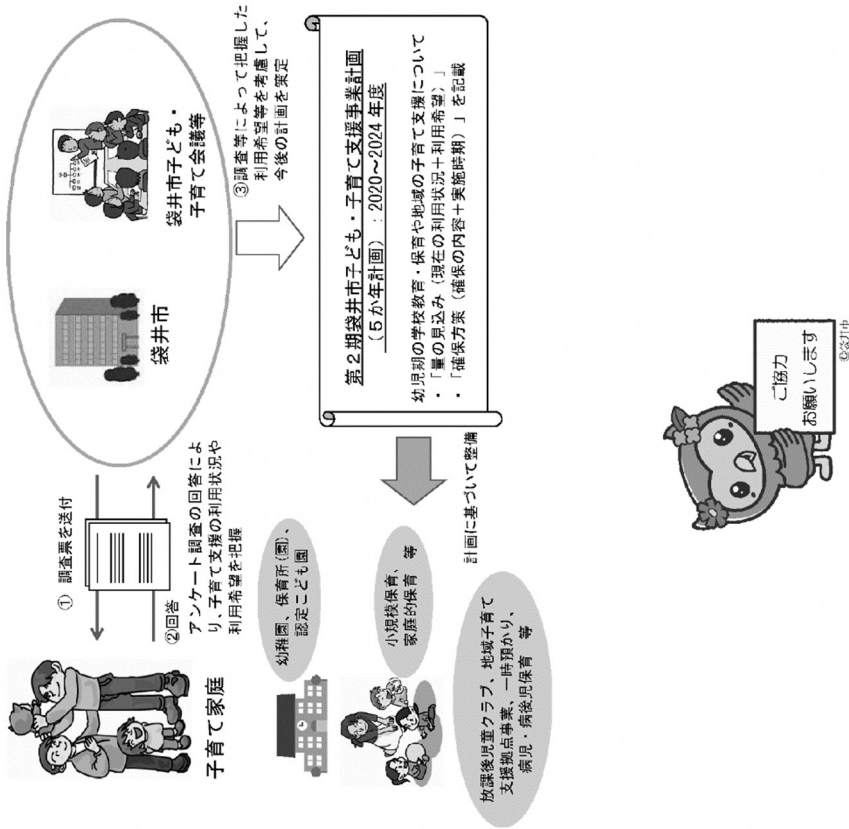 子育て家庭
① 調査票を送付
②回答
アンケート調査の回答によ
り、子育て支援の利用状況や
利用希望を把握
袋井市
袋井市子ども・
子育て会議等
③調査等によって把握した
利用希望等を考慮して、
今後の計画を策定
第２期袋井市子ども・子育て支援事業計画
（５か年計画）：2020～2024年度
幼児期の学校教育・保育や地域の子育て支援について
・「量の見込み（現在の利用状況＋利用希望）」
・「確保方策（確保の内容＋実施時期）」を記載
計画に基づいて整備
幼稚園、保育所（園）、
認定こども園
小規模保育、
家庭的保育　等
放課後児童クラブ、地域子育て
支援拠点事業、一時預かり、
病児・病後児保育　等
ご協力
お願いします
©袋井市